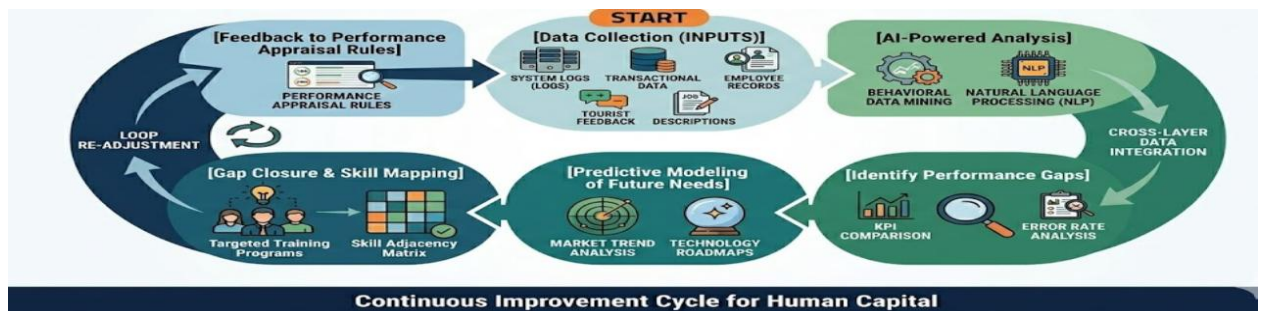 START
[Feedback to Performance
Appraisal Rules]
PERFORMANCE
APPRAISAL RULES
[Data Collection (INPUTS)]
SYSTEM LOGS
(LOGS)
TRANSACTIONAL
DATA
EMPLOYEE
RECORDS
TOURIST
FEEDBACK
JOB
DESCRIPTIONS
[AI-Powered Analysis]
BEHAVIORAL
DATA MINING
NLP
NATURAL LANGUAGE
PROCESSING (NLP)
CROSS-LAYER
DATA
INTEGRATION
[Identify Performance Gaps]
KPI
COMPARISON
ERROR RATE
ANALYSIS
[Predictive Modeling
of Future Needs]
MARKET TREND
ANALYSIS
TECHNOLOGY
ROADMAPS
[Gap Closure & Skill Mapping]
Targeted Training
Programs
Skill Adjacency
Matrix
LOOP
RE-ADJUSTMENT
Continuous Improvement Cycle for Human Capital